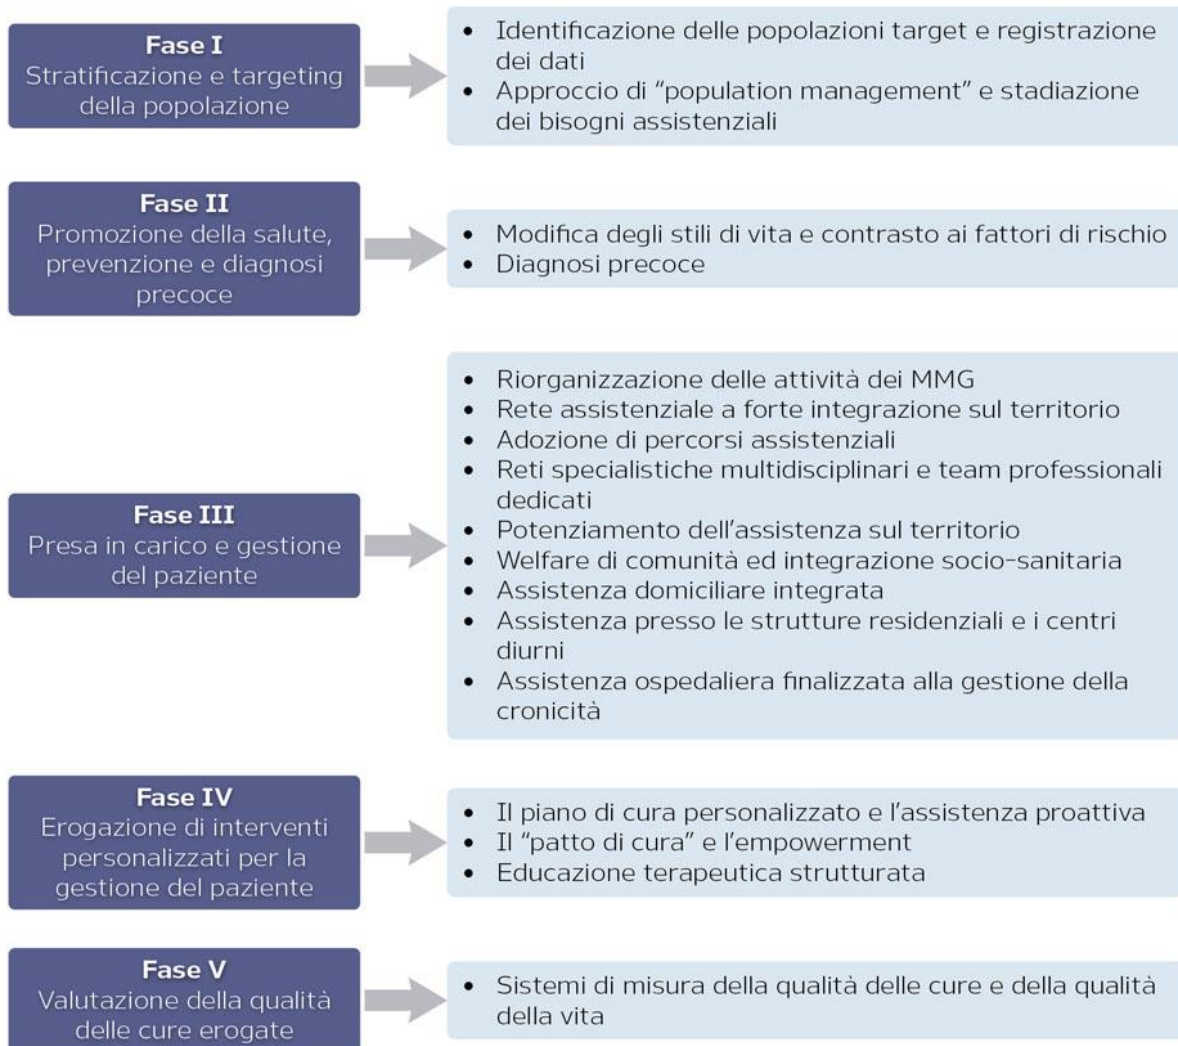 Fase I
Stratificazione e targeting
della popolazione
• Identificazione delle popolazioni target e registrazione
dei dati
• Approccio di “population management” e stadiazione
dei bisogni assistenziali
Fase II
Promozione della salute,
prevenzione e diagnosi
precoce
• Modifica degli stili di vita e contrasto ai fattori di rischio
• Diagnosi precoce
Fase III
Presa in carico e gestione
del paziente
• Riorganizzazione delle attività dei MMG
• Rete assistenziale a forte integrazione sul territorio
• Adozione di percorsi assistenziali
• Reti specialistiche multidisciplinari e team professionali
dedicati
• Potenziamento dell’assistenza sul territorio
• Welfare di comunità ed integrazione socio-sanitaria
• Assistenza domiciliare integrata
• Assistenza presso le strutture residenziali e i centri
diurni
• Assistenza ospedaliera finalizzata alla gestione della
cronicità
Fase IV
Erogazione di interventi
personalizzati per la
gestione del paziente
• Il piano di cura personalizzato e l’assistenza proattiva
• Il “patto di cura” e l’empowerment
• Educazione terapeutica strutturata
Fase V
Valutazione della qualità
delle cure erogate
• Sistemi di misura della qualità delle cure e della qualità
della vita